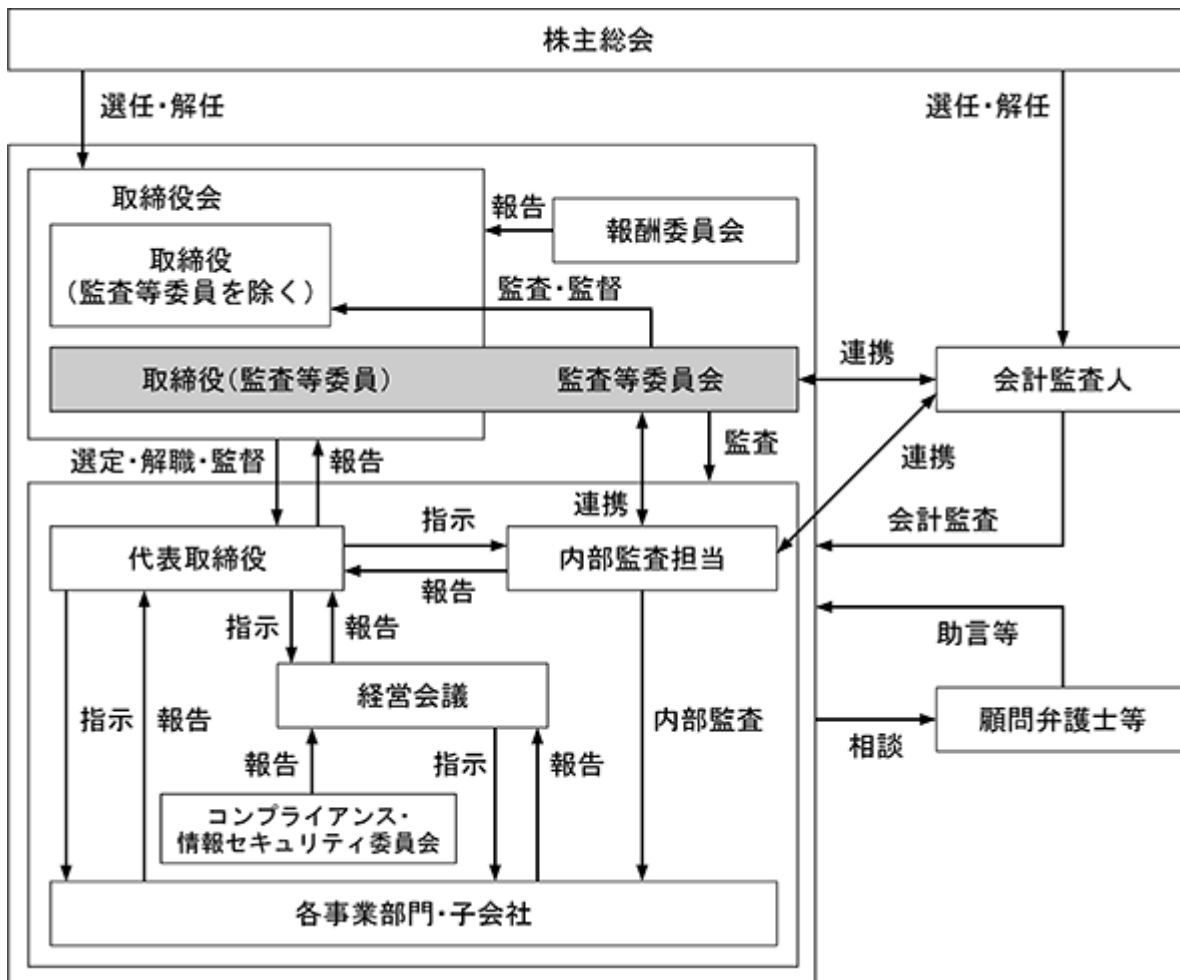 株主総会
選任・解任
選任・解任
取締役会
報告
報酬委員会
取締役
(監査等委員を除く)
監査・監督
連携
取締役(監査等委員)
監査等委員会
会計監査人
選定・解職・監督
報告
監査
連携
連携
指示
会計監査
代表取締役
内部監査担当
報告
指示
報告
助言等
経営会議
指示
報告
内部監査
顧問弁護士等
相談
報告
指示
報告
コンプライアンス・
情報セキュリティ委員会
各事業部門・子会社